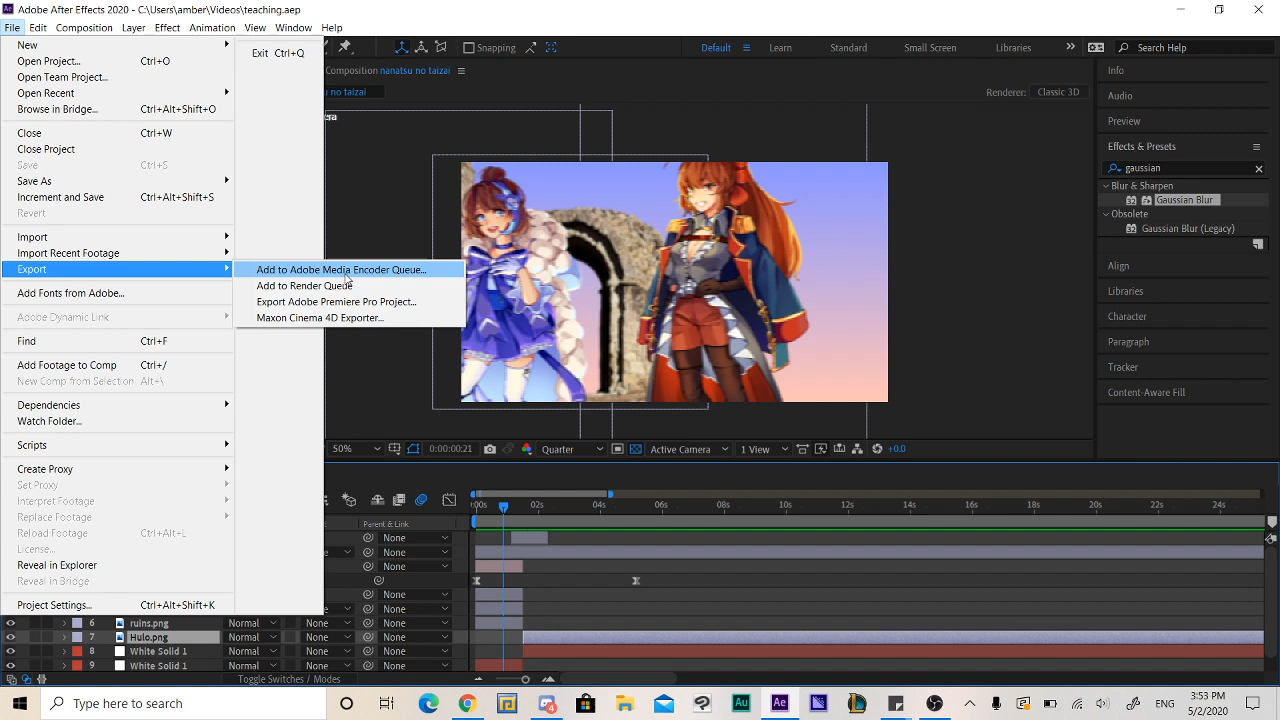 Adobe After Effects 2020 - C:\Users\amber\Videos\teaching.aep
File Edit Composition Layer Effect Animation View Window Help
New
Exit Ctrl+Q
Project... Ctrl+O
Open Team Project...
Open Recent
Browse in Bridge... Ctrl+Alt+Shift+O
Close Ctrl+W
Close Project
Save Ctrl+S
Save As
Increment and Save Ctrl+Alt+Shift+S
Revert
Import
Import Recent Footage
Export
Add Fonts from Adobe...
Adobe Dynamic Link
Find Ctrl+F
Add Footage to Comp Ctrl+/
New Comp from Selection... Alt+\
Dependencies
Watch Folder...
Scripts
Create Proxy
Set Proxy
Interpret Footage
Replace Footage
Reload Footage Ctrl+Alt+L
License...
Reveal in Explorer
Reveal in Bridge
Project Settings... Ctrl+Alt+Shift+K
Add to Adobe Media Encoder Queue...
Add to Render Queue
Export Adobe Premiere Pro Project...
Maxon Cinema 4D Exporter...
Snapping
Default Learn Standard Small Screen Libraries Search Help
Composition nanatsu no taizai
u no taizai
Renderer: Classic 3D
era
Info
Audio
Preview
Effects & Presets
gaussian
Blur & Sharpen
Gaussian Blur
Obsolete
Gaussian Blur (Legacy)
Align
Libraries
Character
Paragraph
Tracker
Content-Aware Fill
50% 0:00:00:21 Quarter Active Camera 1 View +0.0
:00s 02s 04s 06s 08s 10s 12s 14s 16s 18s 20s 22s 24s
Parent & Link
None
None
None
None
None
None
6 ruins.png Normal None None
7 Huio.png Normal None None
8 White Solid 1 Normal None None
9 White Solid 1 Normal None None
Toggle Switches / Modes
Type here to search
4
3:53 PM
5/2/2020